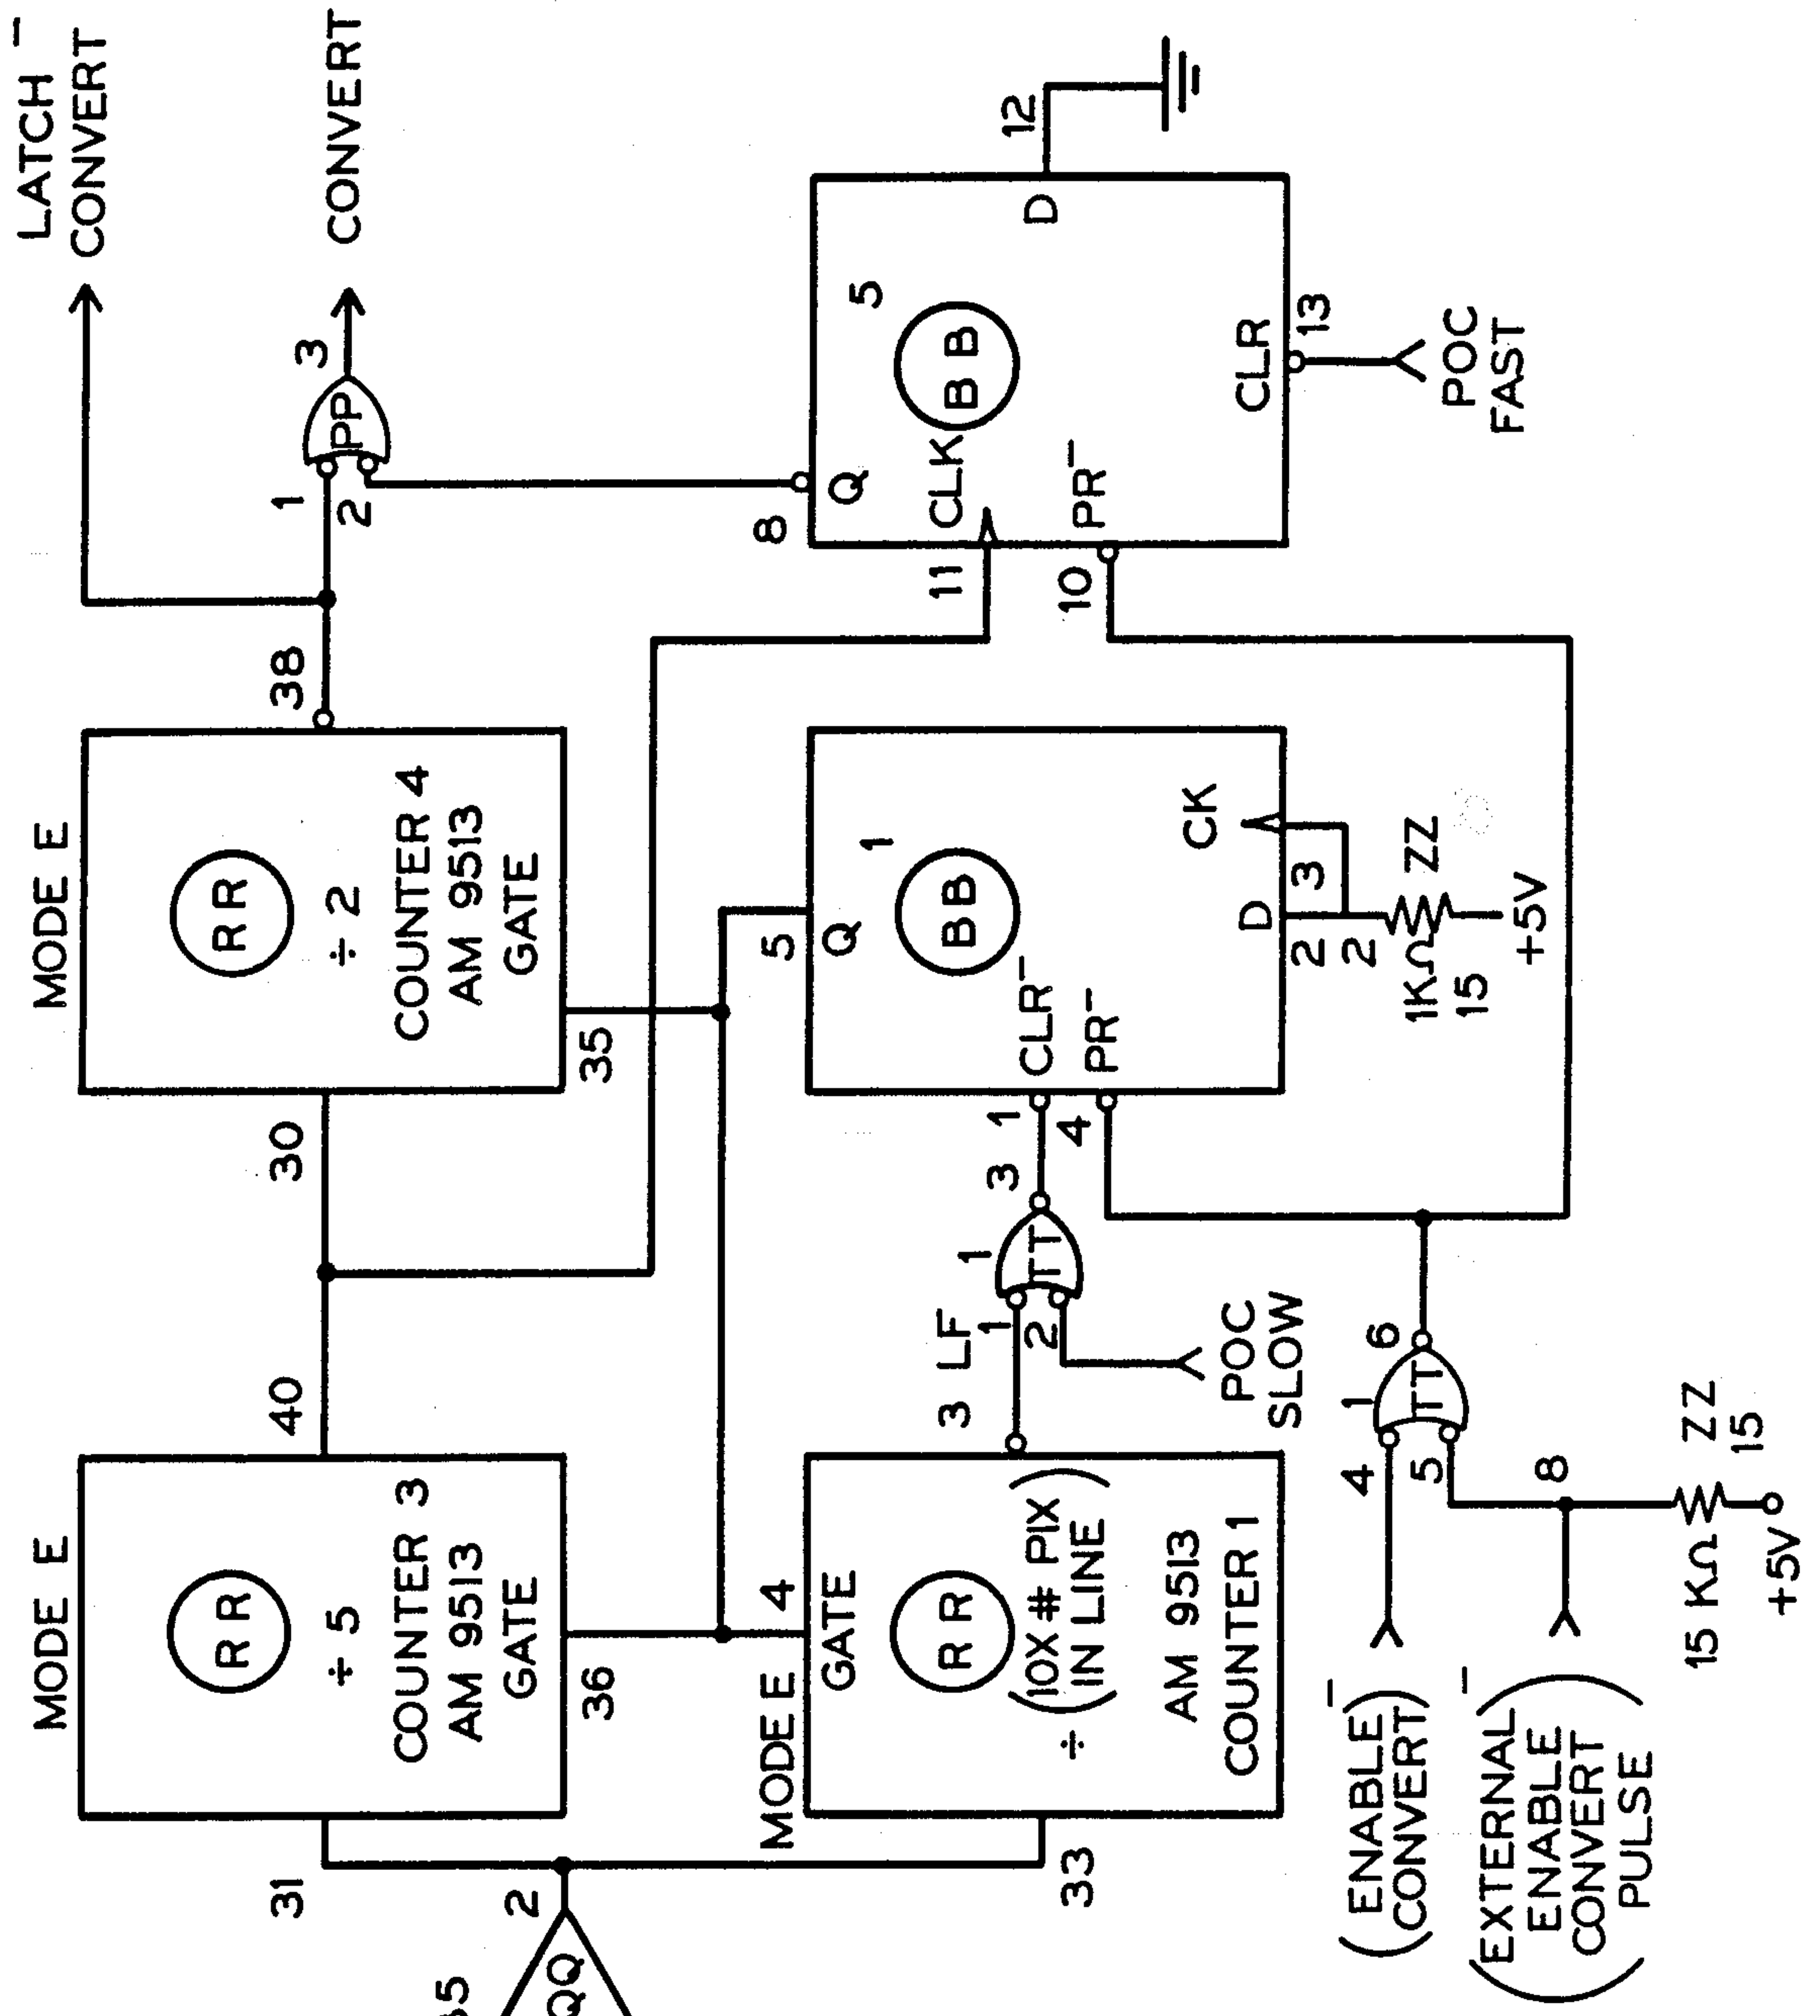 LATCH ‾
CONVERT
CONVERT
MODE E
RR
÷ 5
COUNTER 3
AM 9513
GATE
31
36
40
MODE E
RR
÷ 2
COUNTER 4
AM 9513
GATE
30
35
38
1
2
PP
3
2
QQ
33
MODE E
4
GATE
RR
÷ (10X # PIX IN LINE)
AM 9513
COUNTER 1
3
LF
1
2
1
TT
3
POC
SLOW
1
4
CLR‾
PR‾
5
Q
BB
1
D
CK
2
3
2
1KΩ
ZZ
15
+5V
8
Q
11
CLK
10
PR‾
BB
5
D
12
CLR
13
POC
FAST
(ENABLE
CONVERT)‾
4
5
1
TT
6
(EXTERNAL
ENABLE
CONVERT
PULSE)‾
8
15 KΩ
ZZ
15
+5V